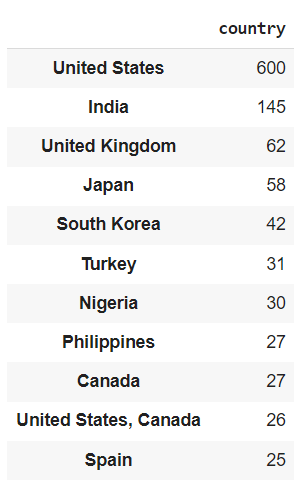 country
United States 600
India 145
United Kingdom 62
Japan 58
South Korea 42
Turkey 31
Nigeria 30
Philippines 27
Canada 27
United States, Canada 26
Spain 25